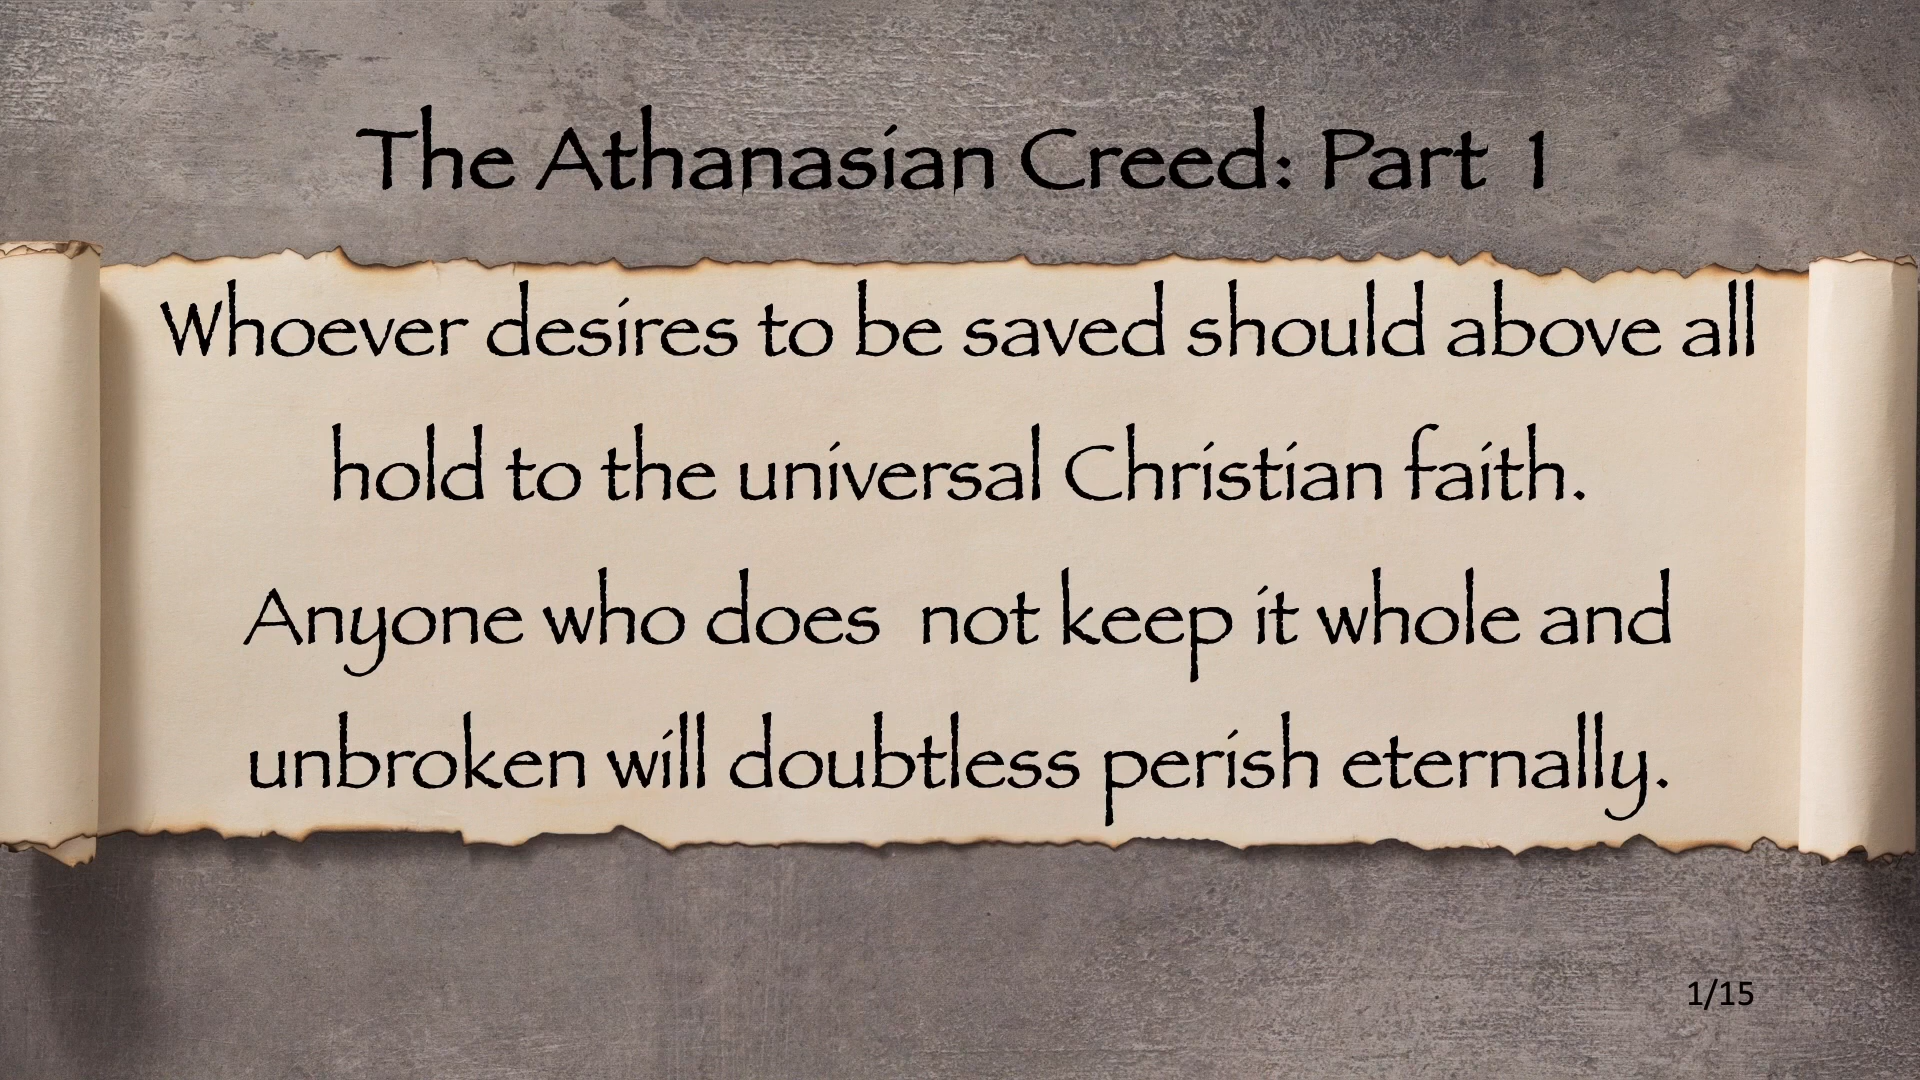 The Athanasian Creed: Part 1
Whoever desires to be saved should above all
hold to the universal Christian faith.
Anyone who does  not keep it whole and
unbroken will doubtless perish eternally.
1/15